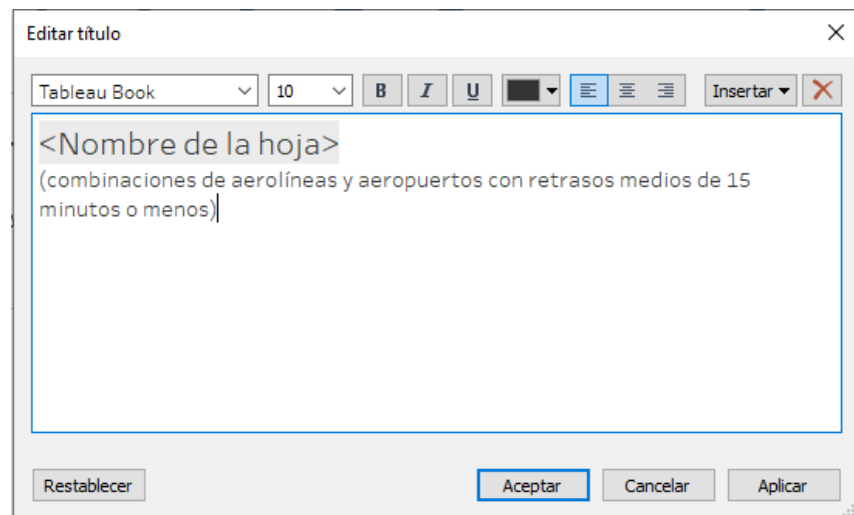 Editar título
Tableau Book 10 B I U Insertar
<Nombre de la hoja>
(combinaciones de aerolíneas y aeropuertos con retrasos medios de 15
minutos o menos)
Restablecer Aceptar Cancelar Aplicar